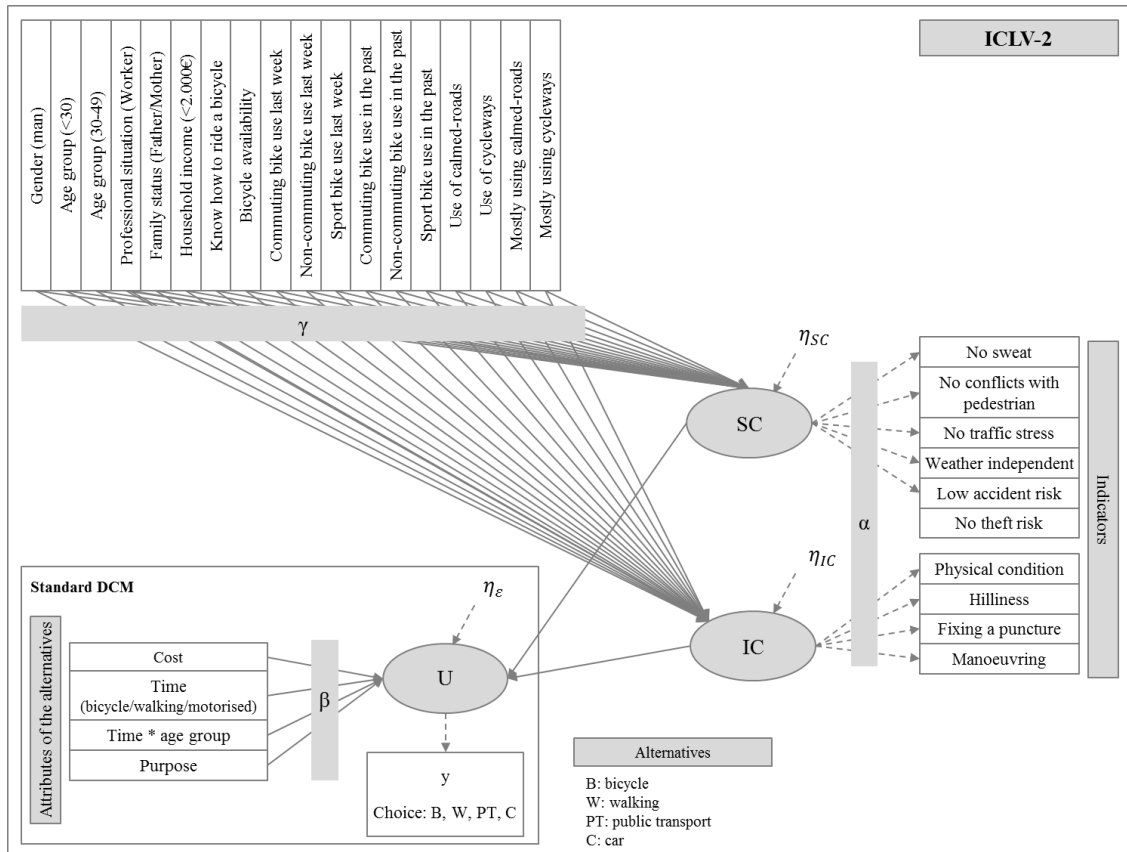 ICLV-2
Gender (man)
Age group (<30)
Age group (30-49)
Professional situation (Worker)
Family status (Father/Mother)
Household income (<2.000€)
Know how to ride a bicycle
Bicycle availability
Commuting bike use last week
Non-commuting bike use last week
Sport bike use last week
Commuting bike use in the past
Non-commuting bike use in the past
Sport bike use in the past
Use of calmed-roads
Use of cycleways
Mostly using calmed-roads
Mostly using cycleways
γ
η_SC
SC
α
No sweat
No conflicts with
pedestrian
No traffic stress
Weather independent
Low accident risk
No theft risk
Indicators
η_IC
IC
Physical condition
Hilliness
Fixing a puncture
Manoeuvring
Standard DCM
Attributes of the alternatives
Cost
Time
(bicycle/walking/motorised)
Time * age group
Purpose
β
η_ε
U
y
Choice: B, W, PT, C
Alternatives
B: bicycle
W: walking
PT: public transport
C: car